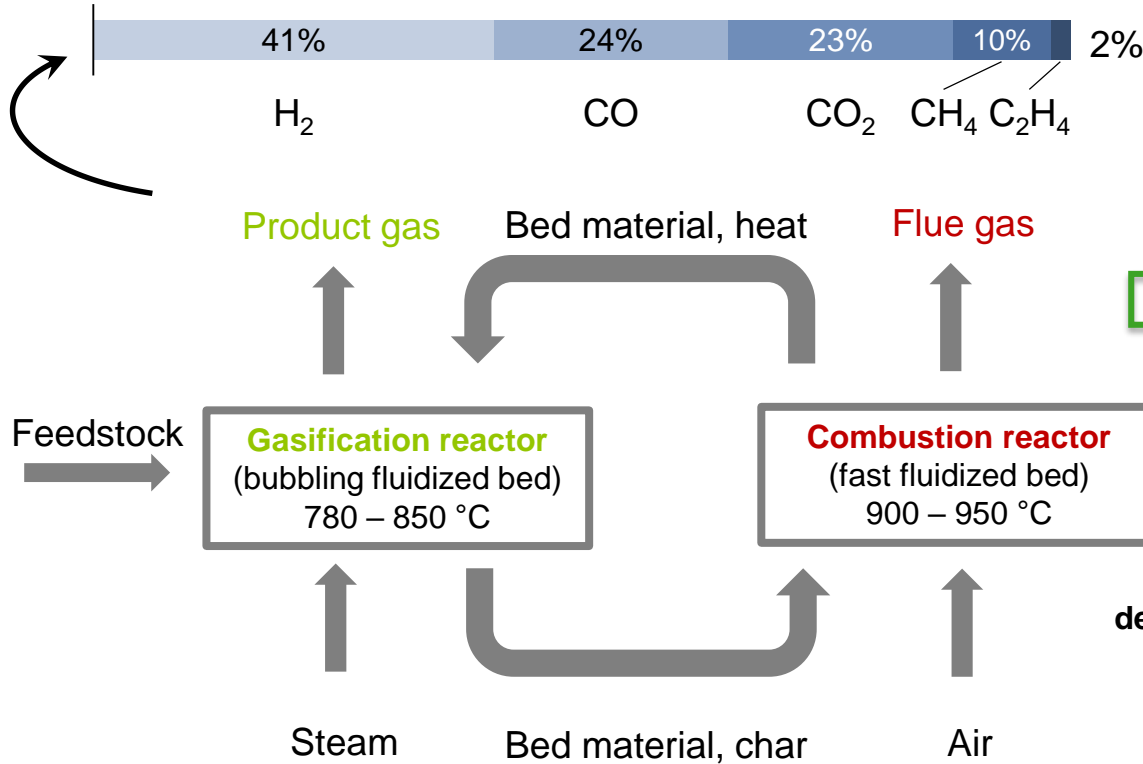 41% 24% 23% 10% 2%
H₂ CO CO₂ CH₄ C₂H₄
Product gas Bed material, heat Flue gas
Feedstock
Gasification reactor
(bubbling fluidized bed)
780 – 850 °C
Combustion reactor
(fast fluidized bed)
900 – 950 °C
de
Steam Bed material, char Air